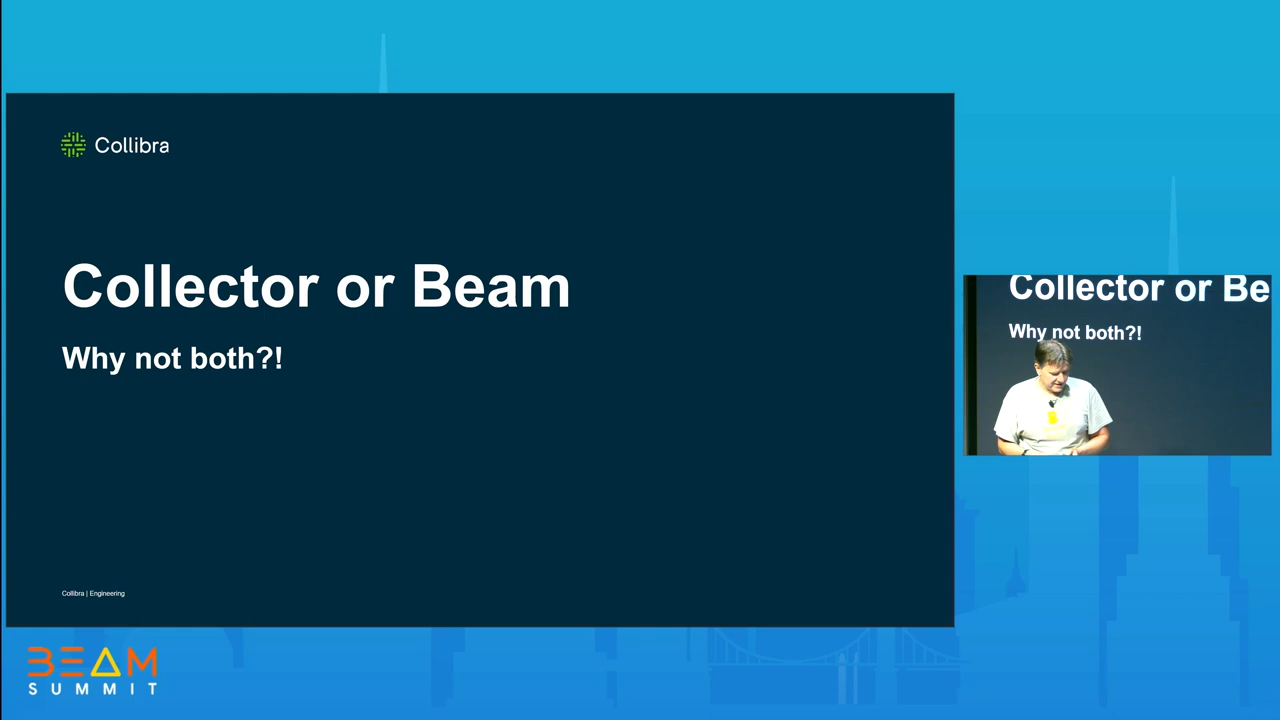 Collibra
Collector or Beam
Why not both?!
Collibra | Engineering
Collector or Be
Why not both?!
BEAM
SUMMIT